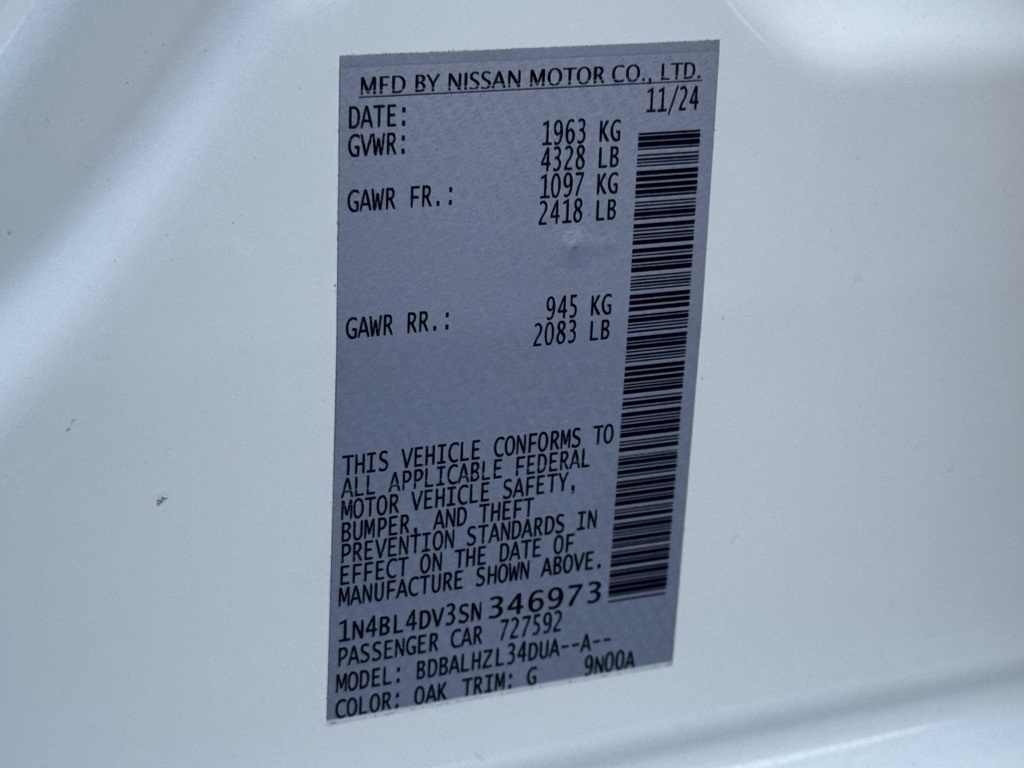 MFD BY NISSAN MOTOR CO., LTD.
DATE: 11/24
GVWR: 1963 KG
4328 LB
GAWR FR.: 1097 KG
2418 LB
GAWR RR.: 945 KG
2083 LB
THIS VEHICLE CONFORMS TO
ALL APPLICABLE FEDERAL
MOTOR VEHICLE SAFETY,
BUMPER, AND THEFT
PREVENTION STANDARDS IN
EFFECT ON THE DATE OF
MANUFACTURE SHOWN ABOVE.
1N4BL4DV3SN346973
PASSENGER CAR 727592
MODEL: BDBALHZL34DUA--A--
COLOR: OAK TRIM: G 9N00A